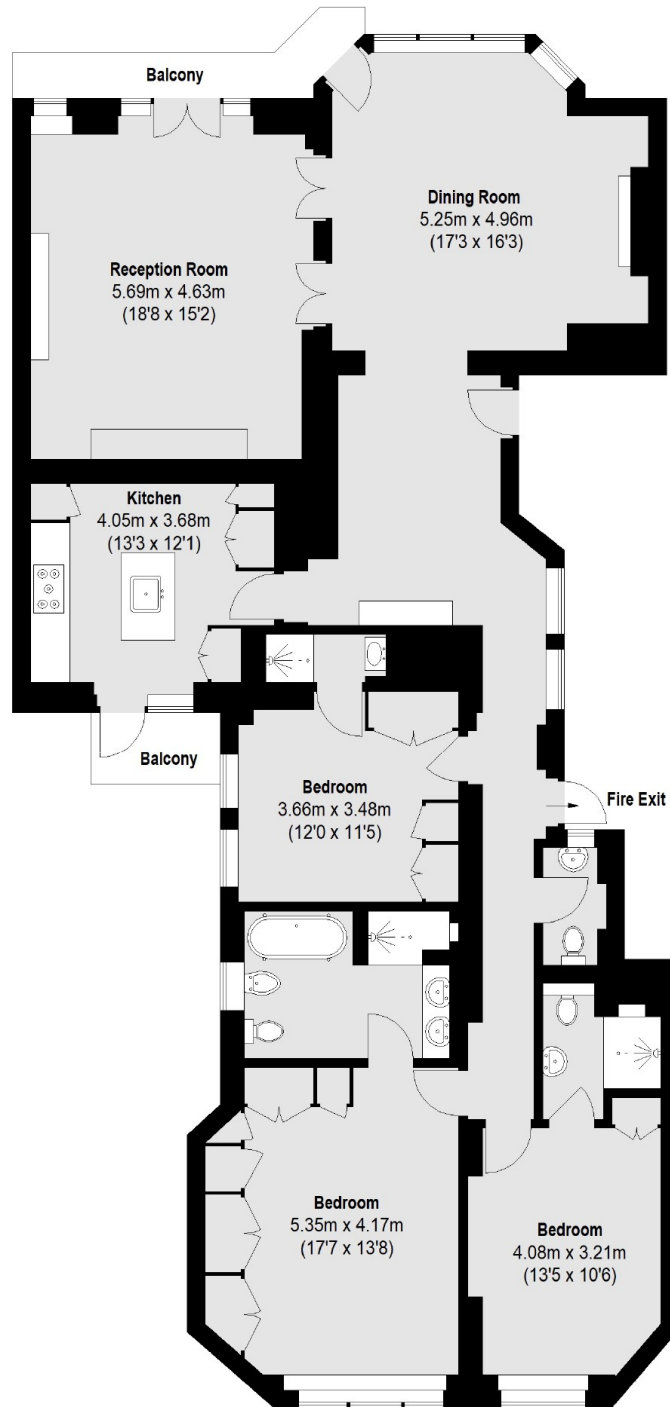 Balcony
Dining Room
5.25m x 4.96m
(17'3 x 16'3)
Reception Room
5.69m x 4.63m
(18'8 x 15'2)
Kitchen
4.05m x 3.68m
(13'3 x 12'1)
Balcony
Bedroom
3.66m x 3.48m
(12'0 x 11'5)
Fire Exit
Bedroom
5.35m x 4.17m
(17'7 x 13'8)
Bedroom
4.08m x 3.21m
(13'5 x 10'6)